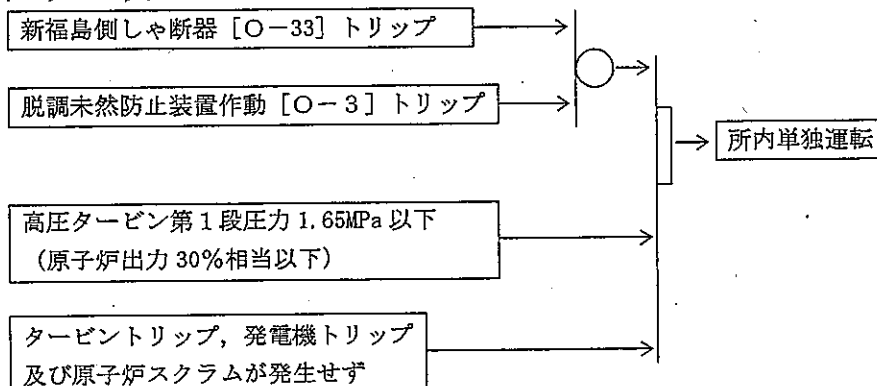 新福島側しゃ断器［O－33］トリップ
脱調未然防止装置作動［O－3］トリップ
所内単独運転
高圧タービン第1段圧力 1.65MPa 以下
（原子炉出力 30%相当以下）
タービントリップ，発電機トリップ
及び原子炉スクラムが発生せず